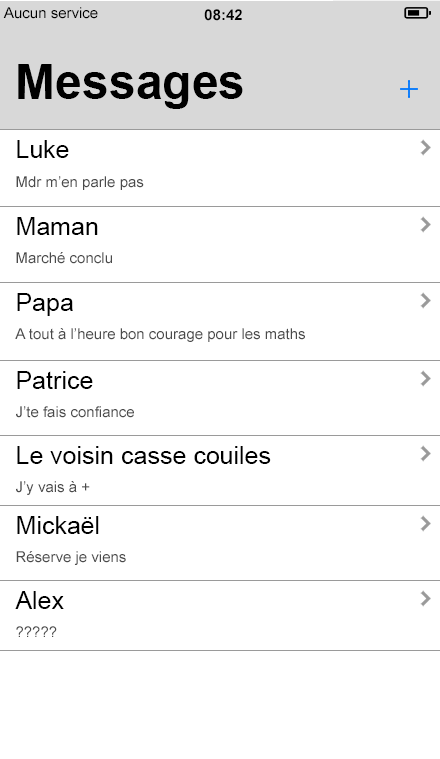 Aucun service
08:42
Messages
+
Luke
Mdr m'en parle pas
Maman
Marché conclu
Papa
A tout à l'heure bon courage pour les maths
Patrice
J'te fais confiance
Le voisin casse couiles
J'y vais à +
Mickaël
Réserve je viens
Alex
?????